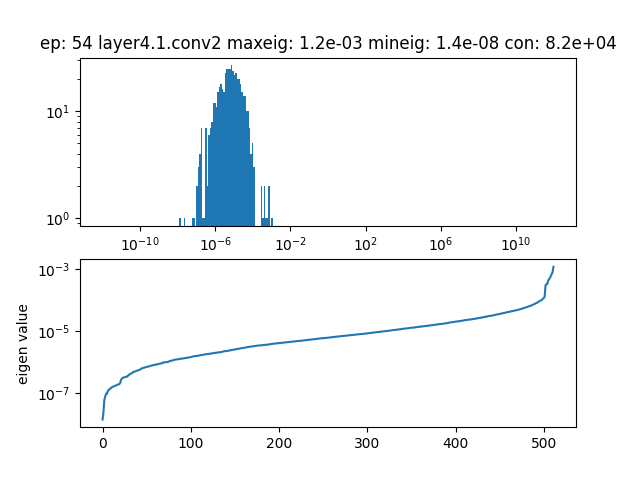 ep: 54 layer4.1.conv2 maxeig: 1.2e-03 mineig: 1.4e-08 con: 8.2e+04
10¹
10⁰
10⁻¹⁰ 10⁻⁶ 10⁻² 10² 10⁶ 10¹⁰
10⁻³
10⁻⁵
10⁻⁷
eigen value
0 100 200 300 400 500